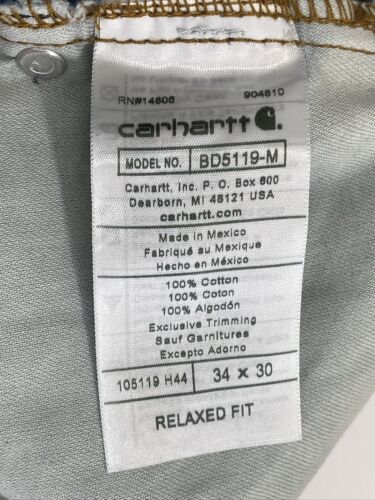 RN#14806 904810
carhartt
MODEL NO. BD5119-M
Carhartt, Inc. P. O. Box 600
Dearborn, MI 48121 USA
carhartt.com
Made in Mexico
Fabriqué au Mexique
Hecho en México
100% Cotton
100% Coton
100% Algodón
Exclusive Trimming
Sauf Garnitures
Excepto Adorno
105119 H44 34 x 30
RELAXED FIT